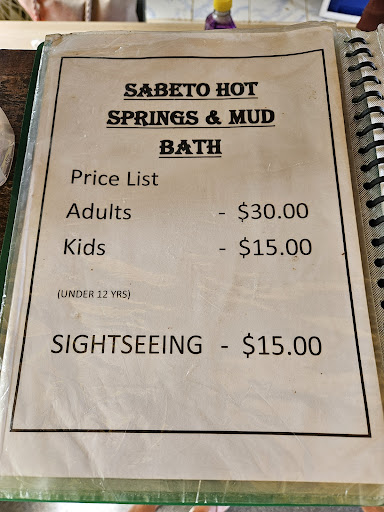 SABETO HOT
SPRINGS & MUD
BATH
Price List
Adults - $30.00
Kids - $15.00
(UNDER 12 YRS)
SIGHTSEEING - $15.00